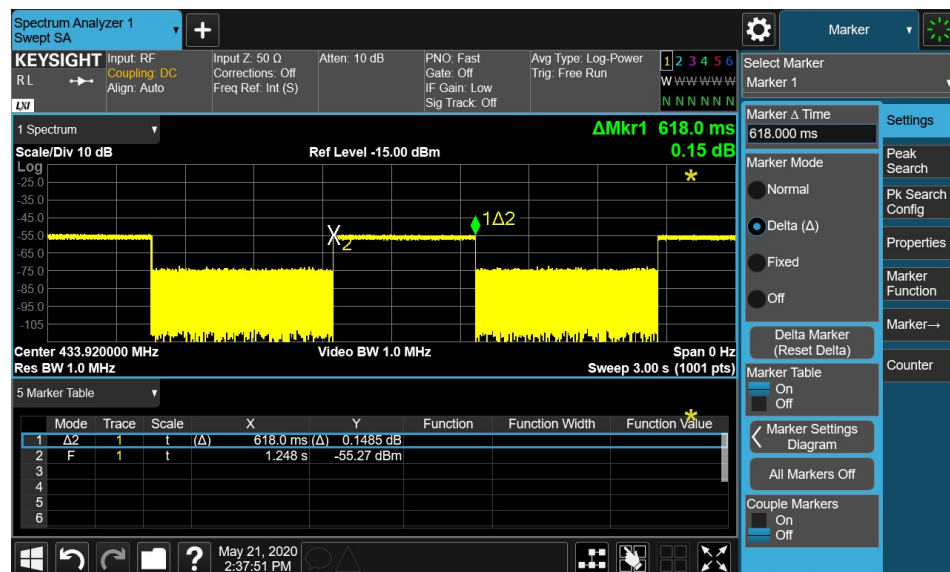 Spectrum Analyzer 1
Swept SA
+
Marker
KEYSIGHT
RL
LXI
Input: RF
Coupling: DC
Align: Auto
Input Z: 50 Ω
Corrections: Off
Freq Ref: Int (S)
Atten: 10 dB
PNO: Fast
Gate: Off
IF Gain: Low
Sig Track: Off
Avg Type: Log-Power
Trig: Free Run
1 2 3 4 5 6
W W W W W W
N N N N N N
Select Marker
Marker 1
1 Spectrum
ΔMkr1 618.0 ms
Scale/Div 10 dB
Ref Level -15.00 dBm
0.15 dB
Log
-25.0
-35.0
-45.0
-55.0
-65.0
-75.0
-85.0
-95.0
-105
X2
1Δ2
*
Center 433.920000 MHz
Video BW 1.0 MHz
Span 0 Hz
Res BW 1.0 MHz
Sweep 3.00 s (1001 pts)
5 Marker Table
*
Mode Trace Scale X Y Function Function Width Function Value
1 Δ2 1 t (Δ) 618.0 ms (Δ) 0.1485 dB
2 F 1 t 1.248 s -55.27 dBm
3
4
5
6
Marker Δ Time
618.000 ms
Marker Mode
Normal
Delta (Δ)
Fixed
Off
Delta Marker
(Reset Delta)
Marker Table
On
Off
Marker Settings
Diagram
All Markers Off
Couple Markers
On
Off
Settings
Peak
Search
Pk Search
Config
Properties
Marker
Function
Marker→
Counter
?
May 21, 2020
2:37:51 PM